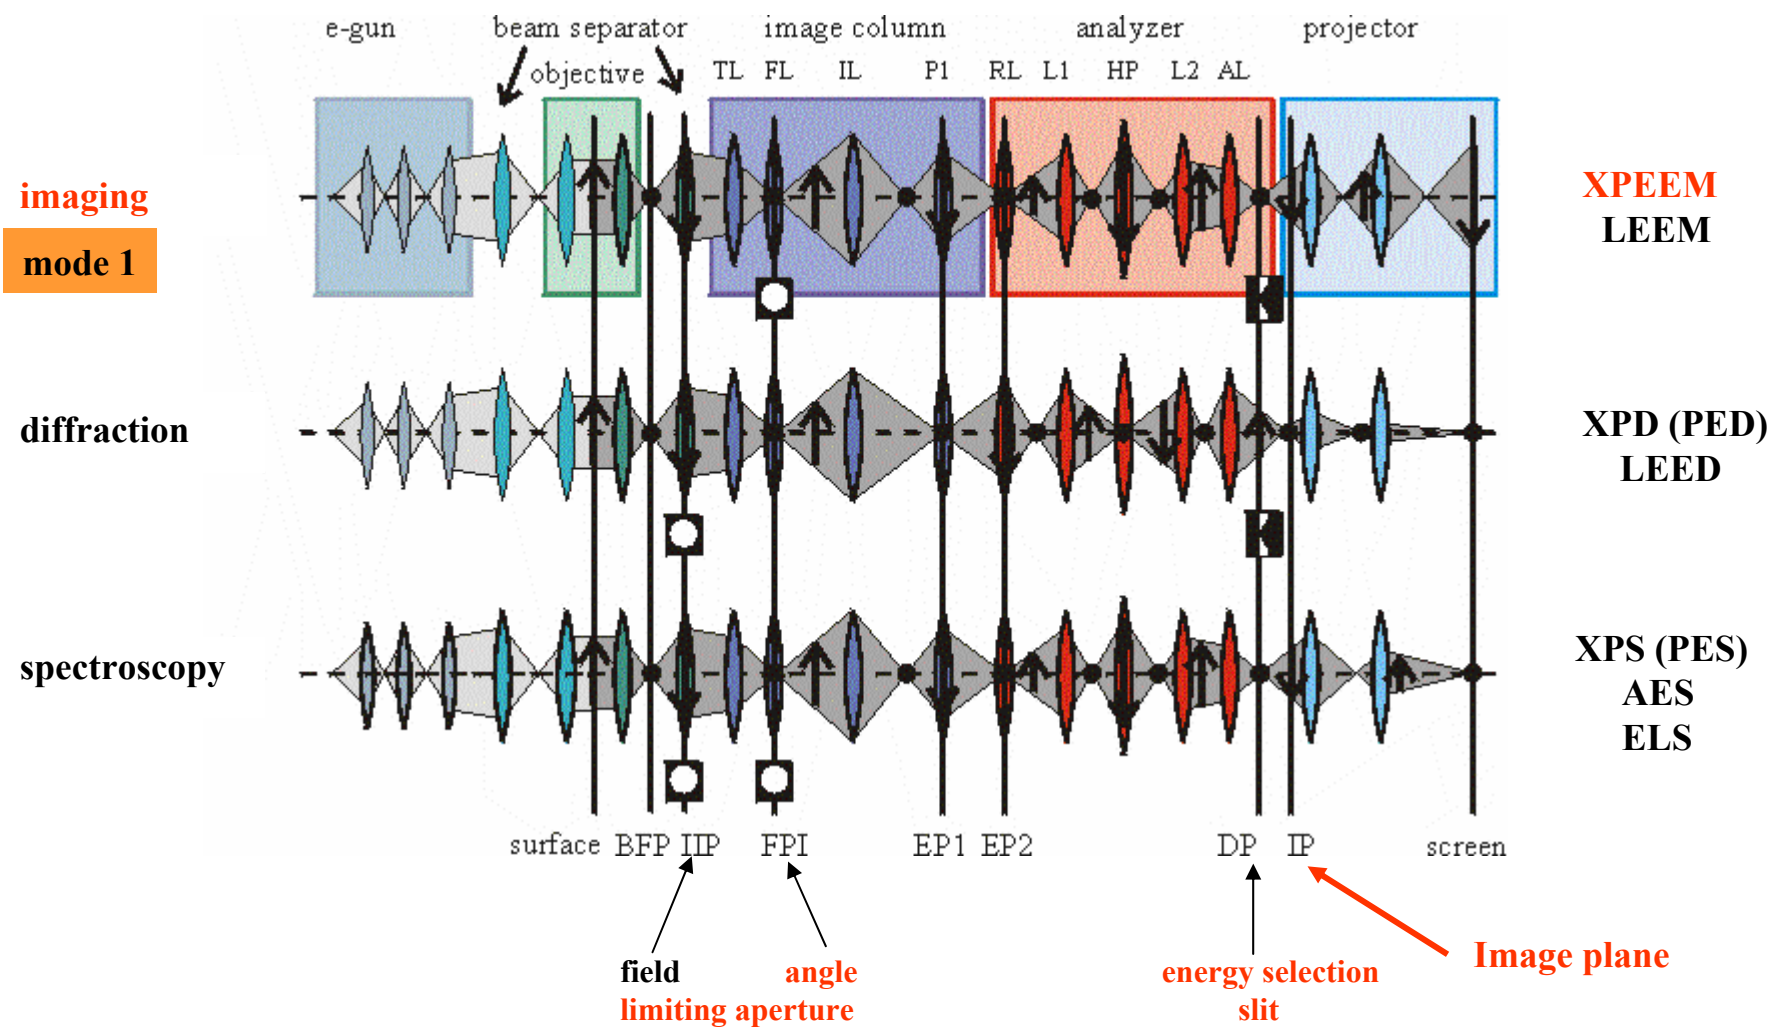 e-gun beam separator image column analyzer projector
objective TL FL IL P1 RL L1 HP L2 AL
imaging
mode 1
XPEEM
LEEM
diffraction
XPD (PED)
LEED
spectroscopy
XPS (PES)
AES
ELS
surface BFP IIP FPI EP1 EP2 DP IP screen
field angle
limiting aperture
energy selection
slit
Image plane